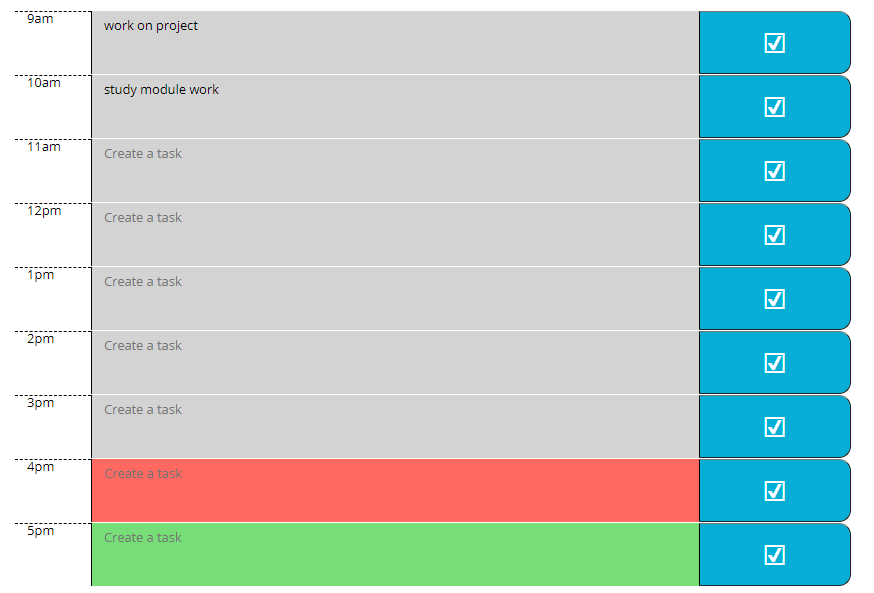 9am
work on project
10am
study module work
11am
Create a task
12pm
Create a task
1pm
Create a task
2pm
Create a task
3pm
Create a task
4pm
Create a task
5pm
Create a task